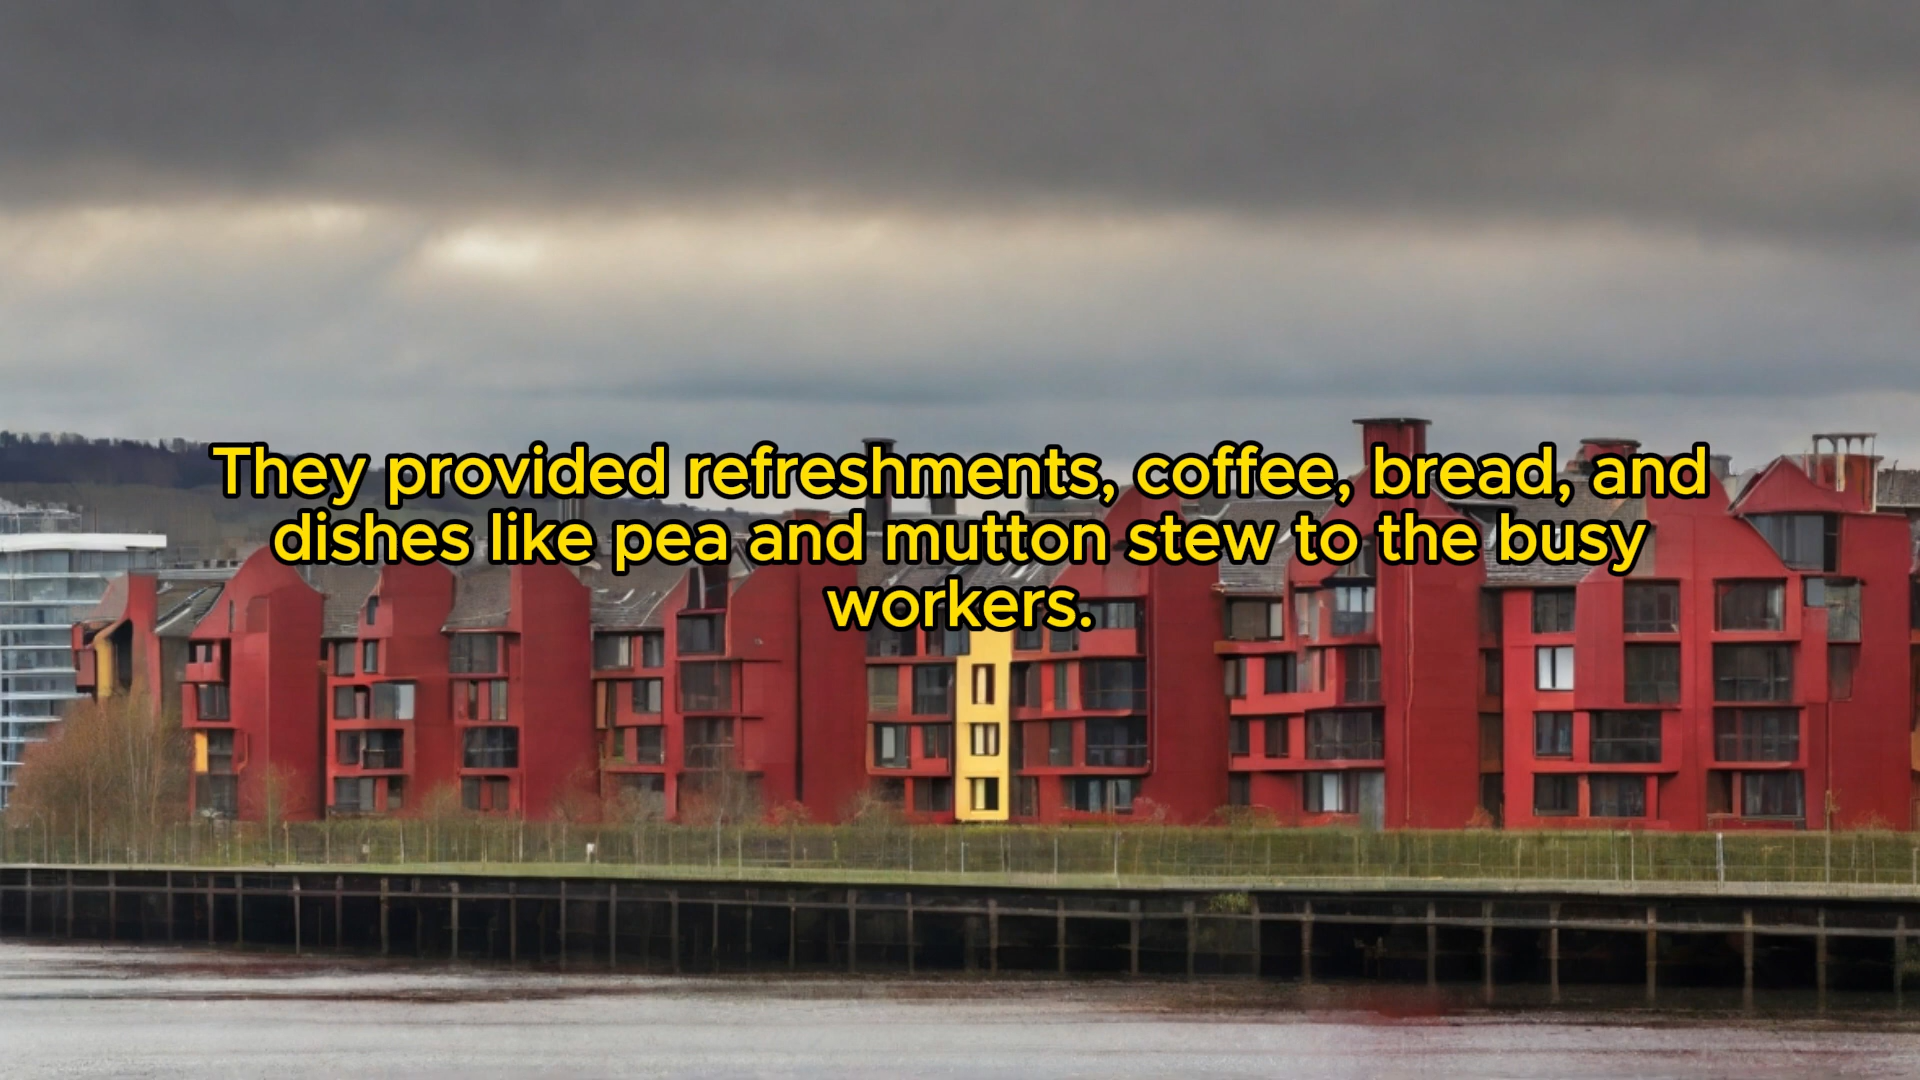 They provided refreshments, coffee, bread, and
dishes like pea and mutton stew to the busy
workers.